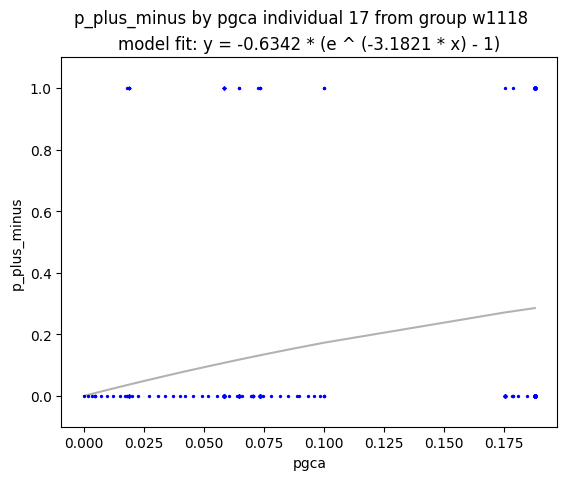 p_plus_minus by pgca individual 17 from group w1118
model fit: y = -0.6342 * (e ^ (-3.1821 * x) - 1)
p_plus_minus
1.0
0.8
0.6
0.4
0.2
0.0
0.000 0.025 0.050 0.075 0.100 0.125 0.150 0.175
pgca